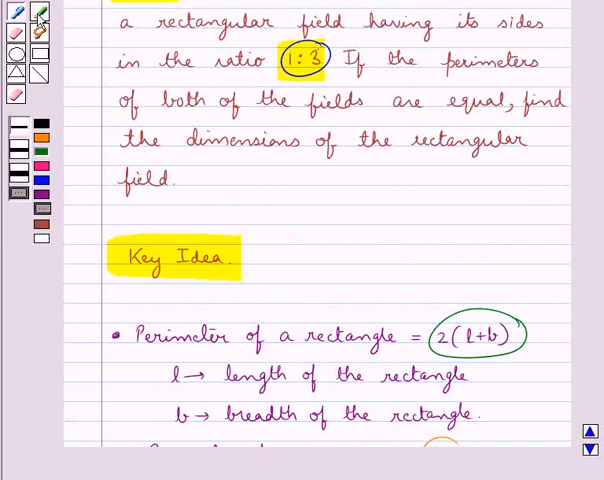 a rectangular field having its sides
in the ratio 1:3 If the perimeters
of both of the fields are equal, find
the dimensions of the rectangular
field.
Key Idea.
• Perimeter of a rectangle = 2(l+b)
l → length of the rectangle
b → breadth of the rectangle.